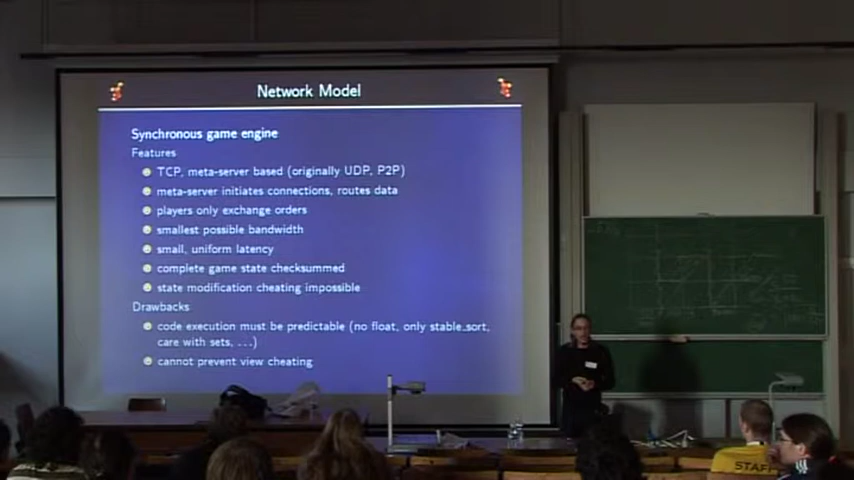 Network Model
Synchronous game engine
Features
TCP, meta-server based (originally UDP, P2P)
meta-server initiates connections, routes data
players only exchange orders
smallest possible bandwidth
small, uniform latency
complete game state checksummed
state modification cheating impossible
Drawbacks
code execution must be predictable (no float, only stable_sort,
care with sets, ...)
cannot prevent view cheating
STAFF